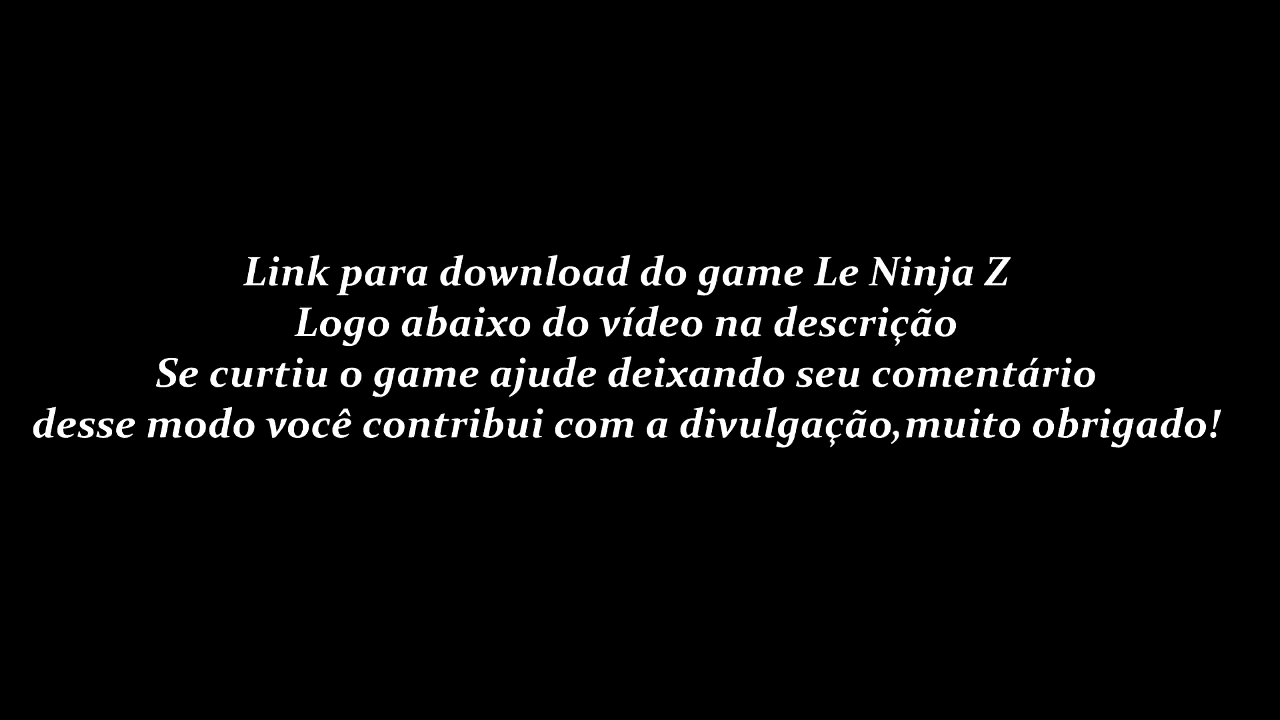 Link para download do game Le Ninja Z
Logo abaixo do vídeo na descrição
Se curtiu o game ajude deixando seu comentário
desse modo você contribui com a divulgação,muito obrigado!